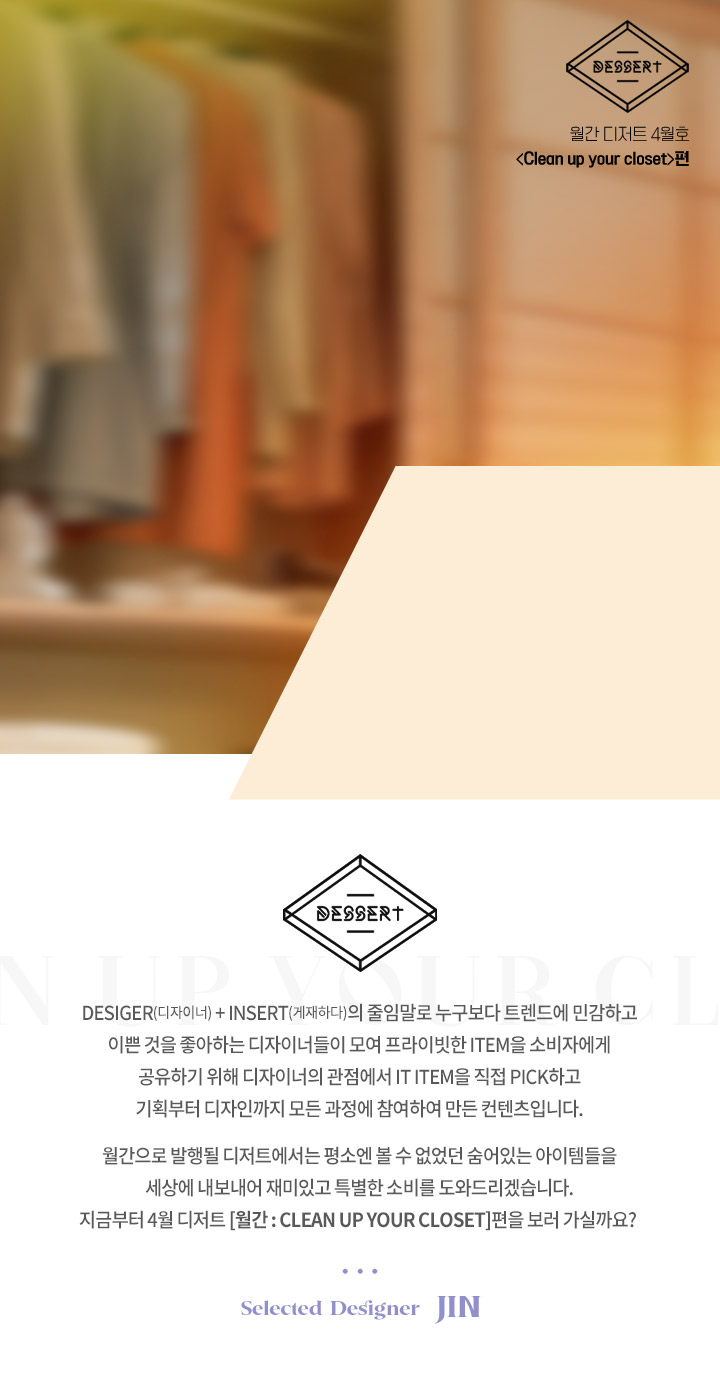 DESSERT
월간 디저트 4월호
<Clean up your closet>편
DESSERT
N UP YOUR CL
DESIGER(디자이너) + INSERT(게재하다)의 줄임말로 누구보다 트렌드에 민감하고
이쁜 것을 좋아하는 디자이너들이 모여 프라이빗한 ITEM을 소비자에게
공유하기 위해 디자이너의 관점에서 IT ITEM을 직접 PICK하고
기획부터 디자인까지 모든 과정에 참여하여 만든 컨텐츠입니다.
월간으로 발행될 디저트에서는 평소엔 볼 수 없었던 숨어있는 아이템들을
세상에 내보내어 재미있고 특별한 소비를 도와드리겠습니다.
지금부터 4월 디저트 [월간 : CLEAN UP YOUR CLOSET]편을 보러 가실까요?
Selected Designer JIN